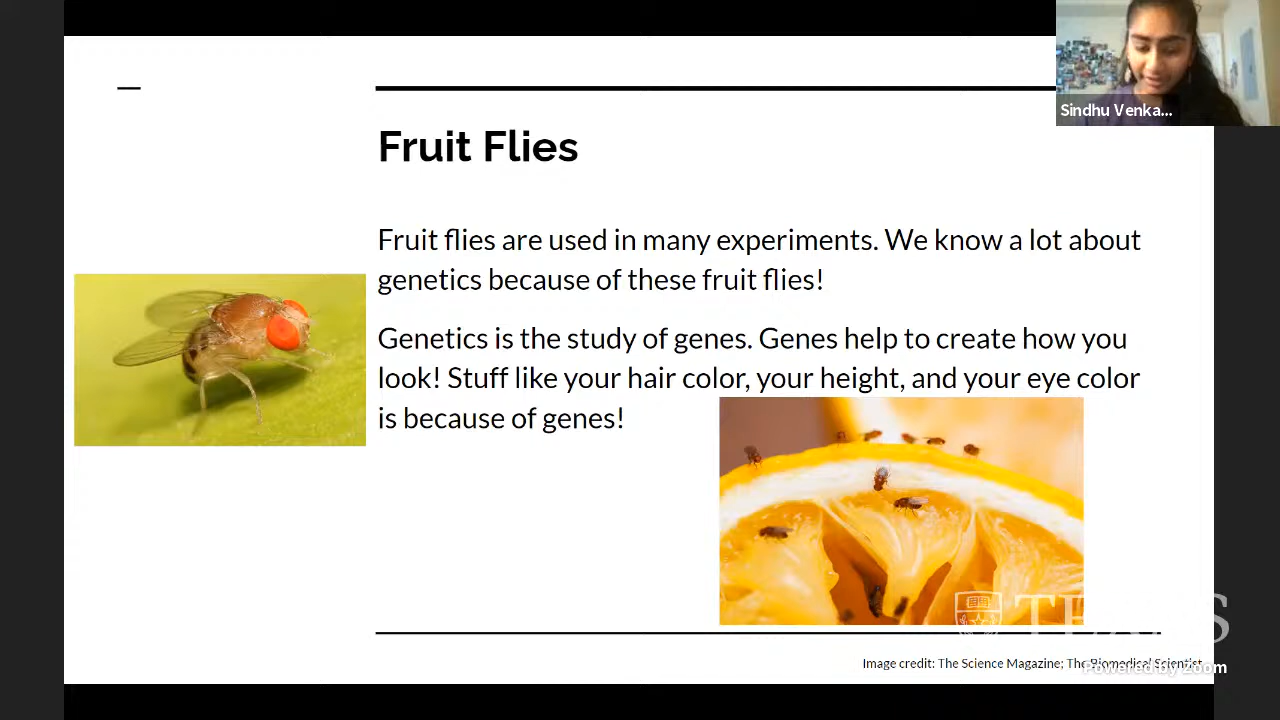 Sindhu Venka...
Fruit Flies
Fruit flies are used in many experiments. We know a lot about
genetics because of these fruit flies!
Genetics is the study of genes. Genes help to create how you
look! Stuff like your hair color, your height, and your eye color
is because of genes!
TEXAS
Image credit: The Science Magazine; The Biomedical Scientist
Powered by Zoom